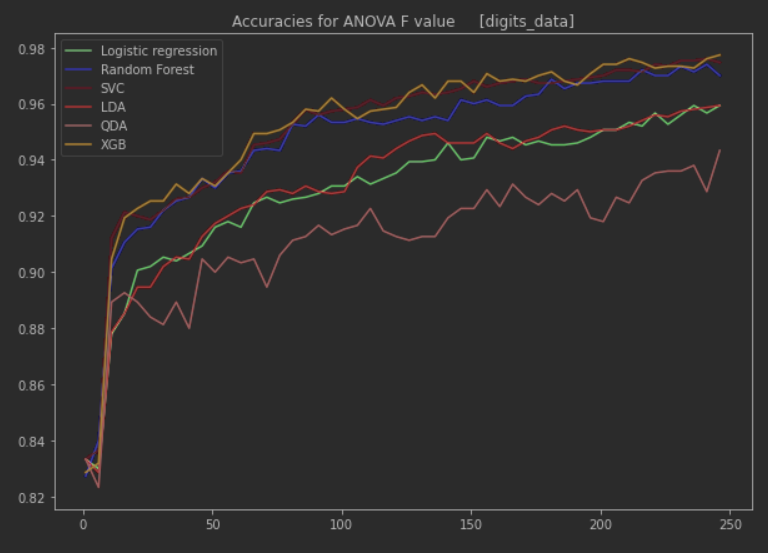 Accuracies for ANOVA F value [digits_data]
Logistic regression
Random Forest
SVC
LDA
QDA
XGB
0.98
0.96
0.94
0.92
0.90
0.88
0.86
0.84
0.82
0 50 100 150 200 250